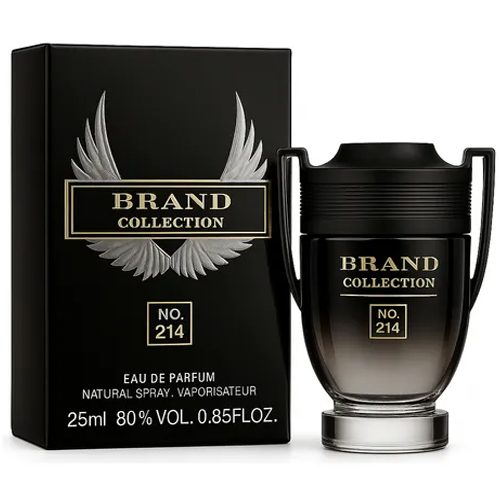 BRAND
COLLECTION
NO.
214
EAU DE PARFUM
NATURAL SPRAY. VAPORISATEUR
25ml 80% VOL. 0.85FLOZ.
BRAND
COLLECTION
NO.
214